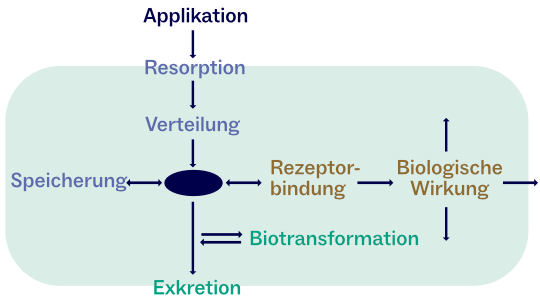 Applikation
Resorption
Verteilung
Speicherung
Rezeptor-
bindung
Biologische
Wirkung
Biotransformation
Exkretion